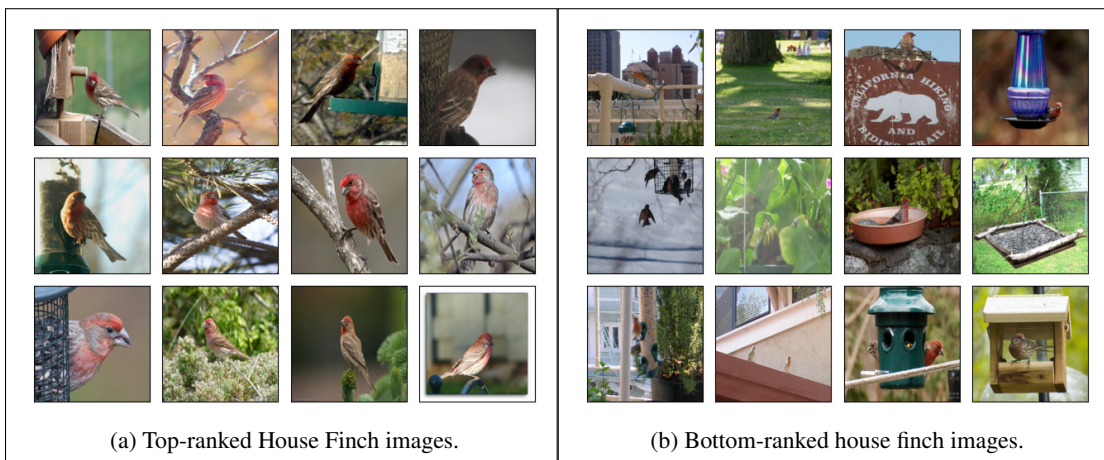 CALIFORNIA HIKING
AND
RIDING TRAIL
(a) Top-ranked House Finch images.
(b) Bottom-ranked house finch images.